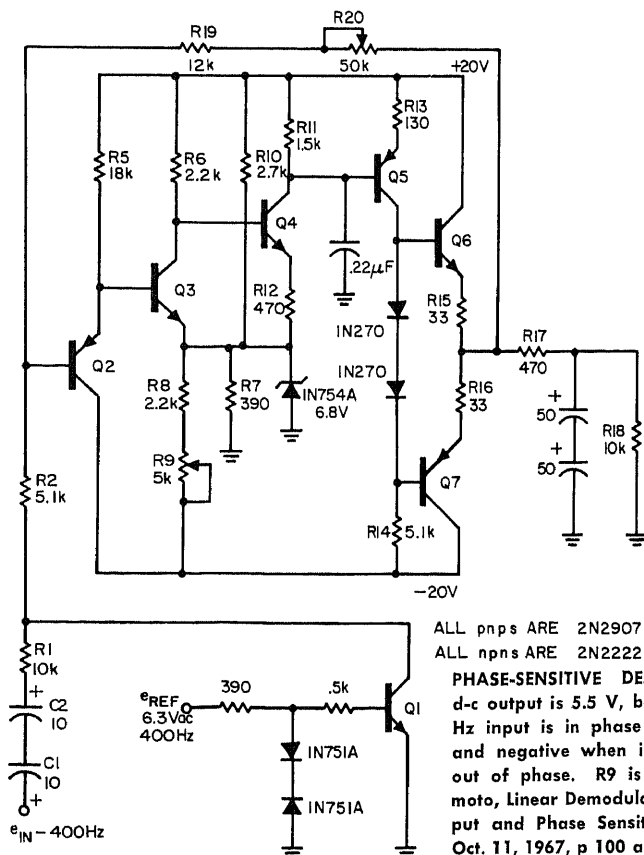 R20
R19
12k
50k
+20V
R13
130
R11
1.5k
R5
18k
R6
2.2k
R10
2.7k
Q5
Q4
Q6
.22μF
Q3
R12
470
R15
33
IN270
R17
470
IN270
R16
33
Q2
R8
2.2k
R7
390
IN754A
6.8V
50
50
R18
10k
R9
5k
R2
5.1k
Q7
R14
5.1k
-20V
ALL pnps ARE 2N2907
ALL npns ARE 2N2222
R1
10k
eREF
6.3Vac
400Hz
390
.5k
Q1
C2
10
IN751A
C1
10
IN751A
eIN-400Hz
PHASE-SENSITIVE DE
d-c output is 5.5 V, b
Hz input is in phase
and negative when i
out of phase. R9 is
moto, Linear Demodula
put and Phase Sensit
Oct. 11, 1967, p 100 a